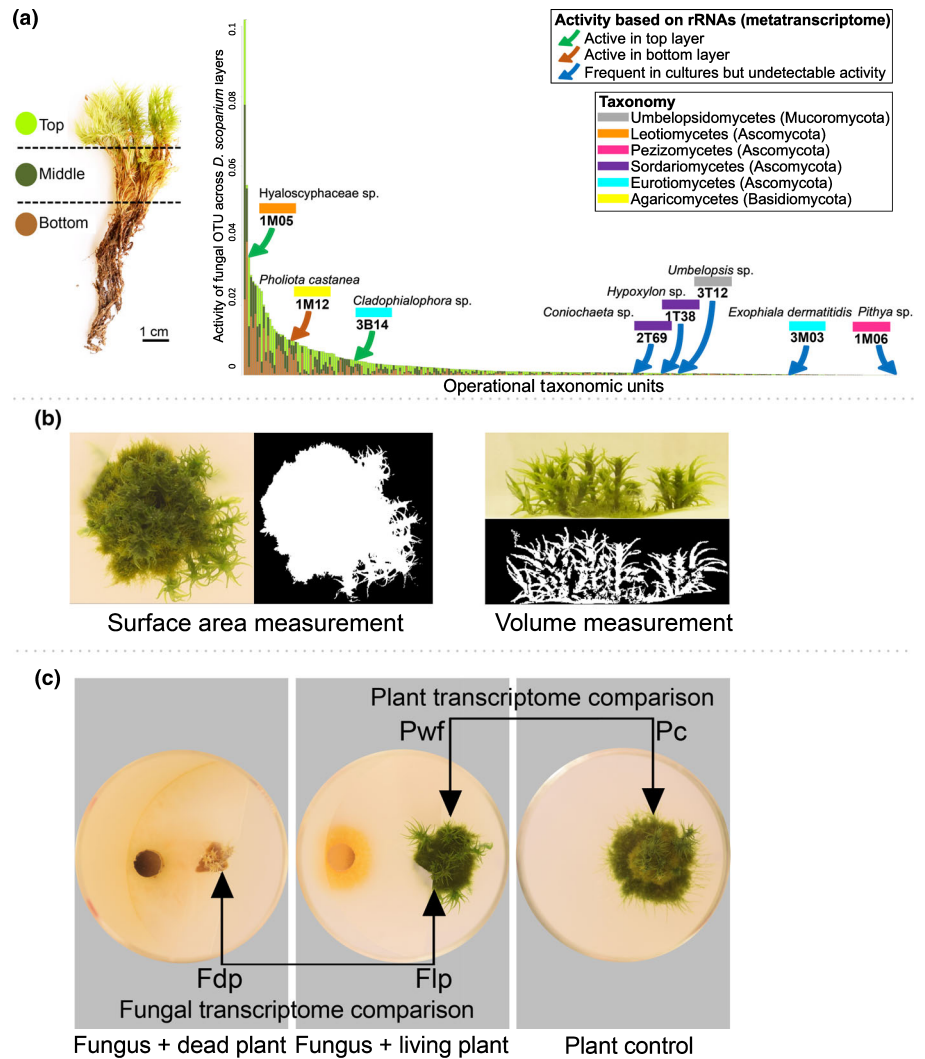 (a)
Top
Middle
Bottom
1 cm
Activity of fungal OTU across D. scoparium layers
0.1
0.08
0.06
0.04
0.02
0
Operational taxonomic units
Activity based on rRNAs (metatranscriptome)
Active in top layer
Active in bottom layer
Frequent in cultures but undetectable activity
Taxonomy
Umbelopsidomycetes (Mucoromycota)
Leotiomycetes (Ascomycota)
Pezizomycetes (Ascomycota)
Sordariomycetes (Ascomycota)
Eurotiomycetes (Ascomycota)
Agaricomycetes (Basidiomycota)
Hyaloscyphaceae sp.
1M05
Pholiota castanea
1M12
Cladophialophora sp.
3B14
Coniochaeta sp.
2T69
Hypoxylon sp.
1T38
Umbelopsis sp.
3T12
Exophiala dermatitidis
3M03
Pithya sp.
1M06
(b)
Surface area measurement
Volume measurement
(c)
Plant transcriptome comparison
Pwf
Pc
Fdp
Flp
Fungal transcriptome comparison
Fungus + dead plant
Fungus + living plant
Plant control